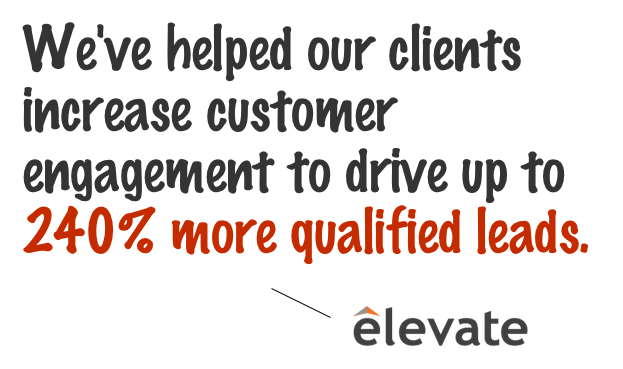 We've helped our clients
increase customer
engagement to drive up to
240% more qualified leads.
elevate